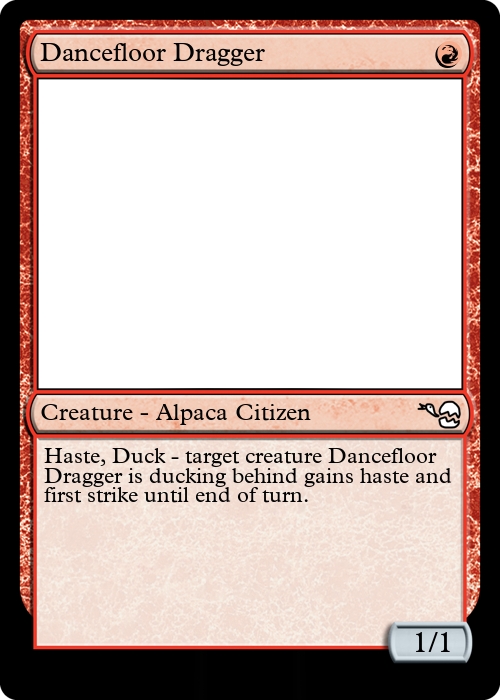 Dancefloor Dragger
Creature - Alpaca Citizen
Haste, Duck - target creature Dancefloor
Dragger is ducking behind gains haste and
first strike until end of turn.
1/1